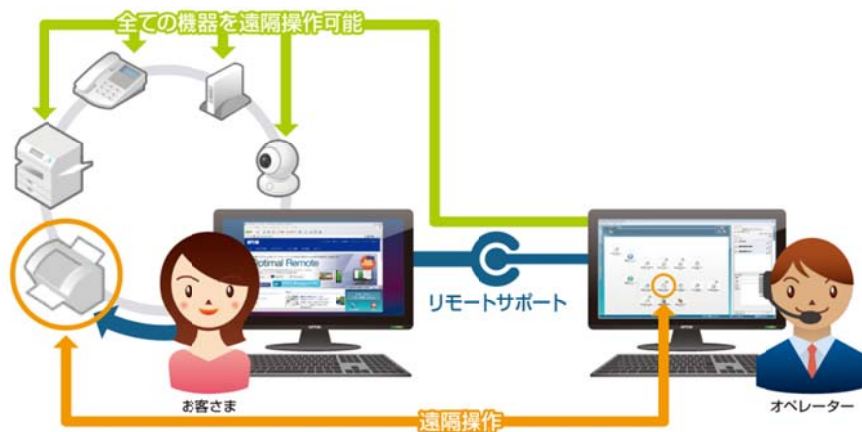 全ての機器を遠隔操作可能
Optimal Remote
リモートサポート
お客さま
オペレーター
遠隔操作